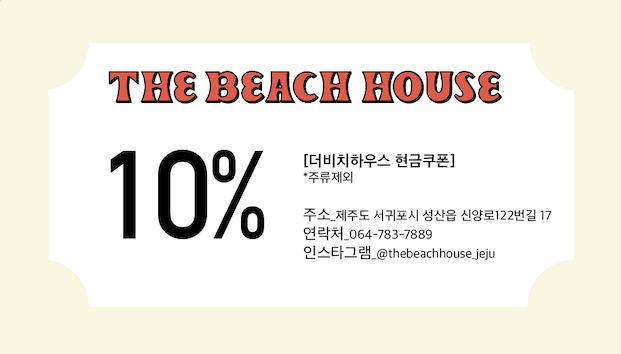 THE BEACH HOUSE
10%
[더비치하우스 현금쿠폰]
*주류제외
주소_제주도 서귀포시 성산읍 신양로122번길 17
연락처_064-783-7889
인스타그램_@thebeachhouse_jeju